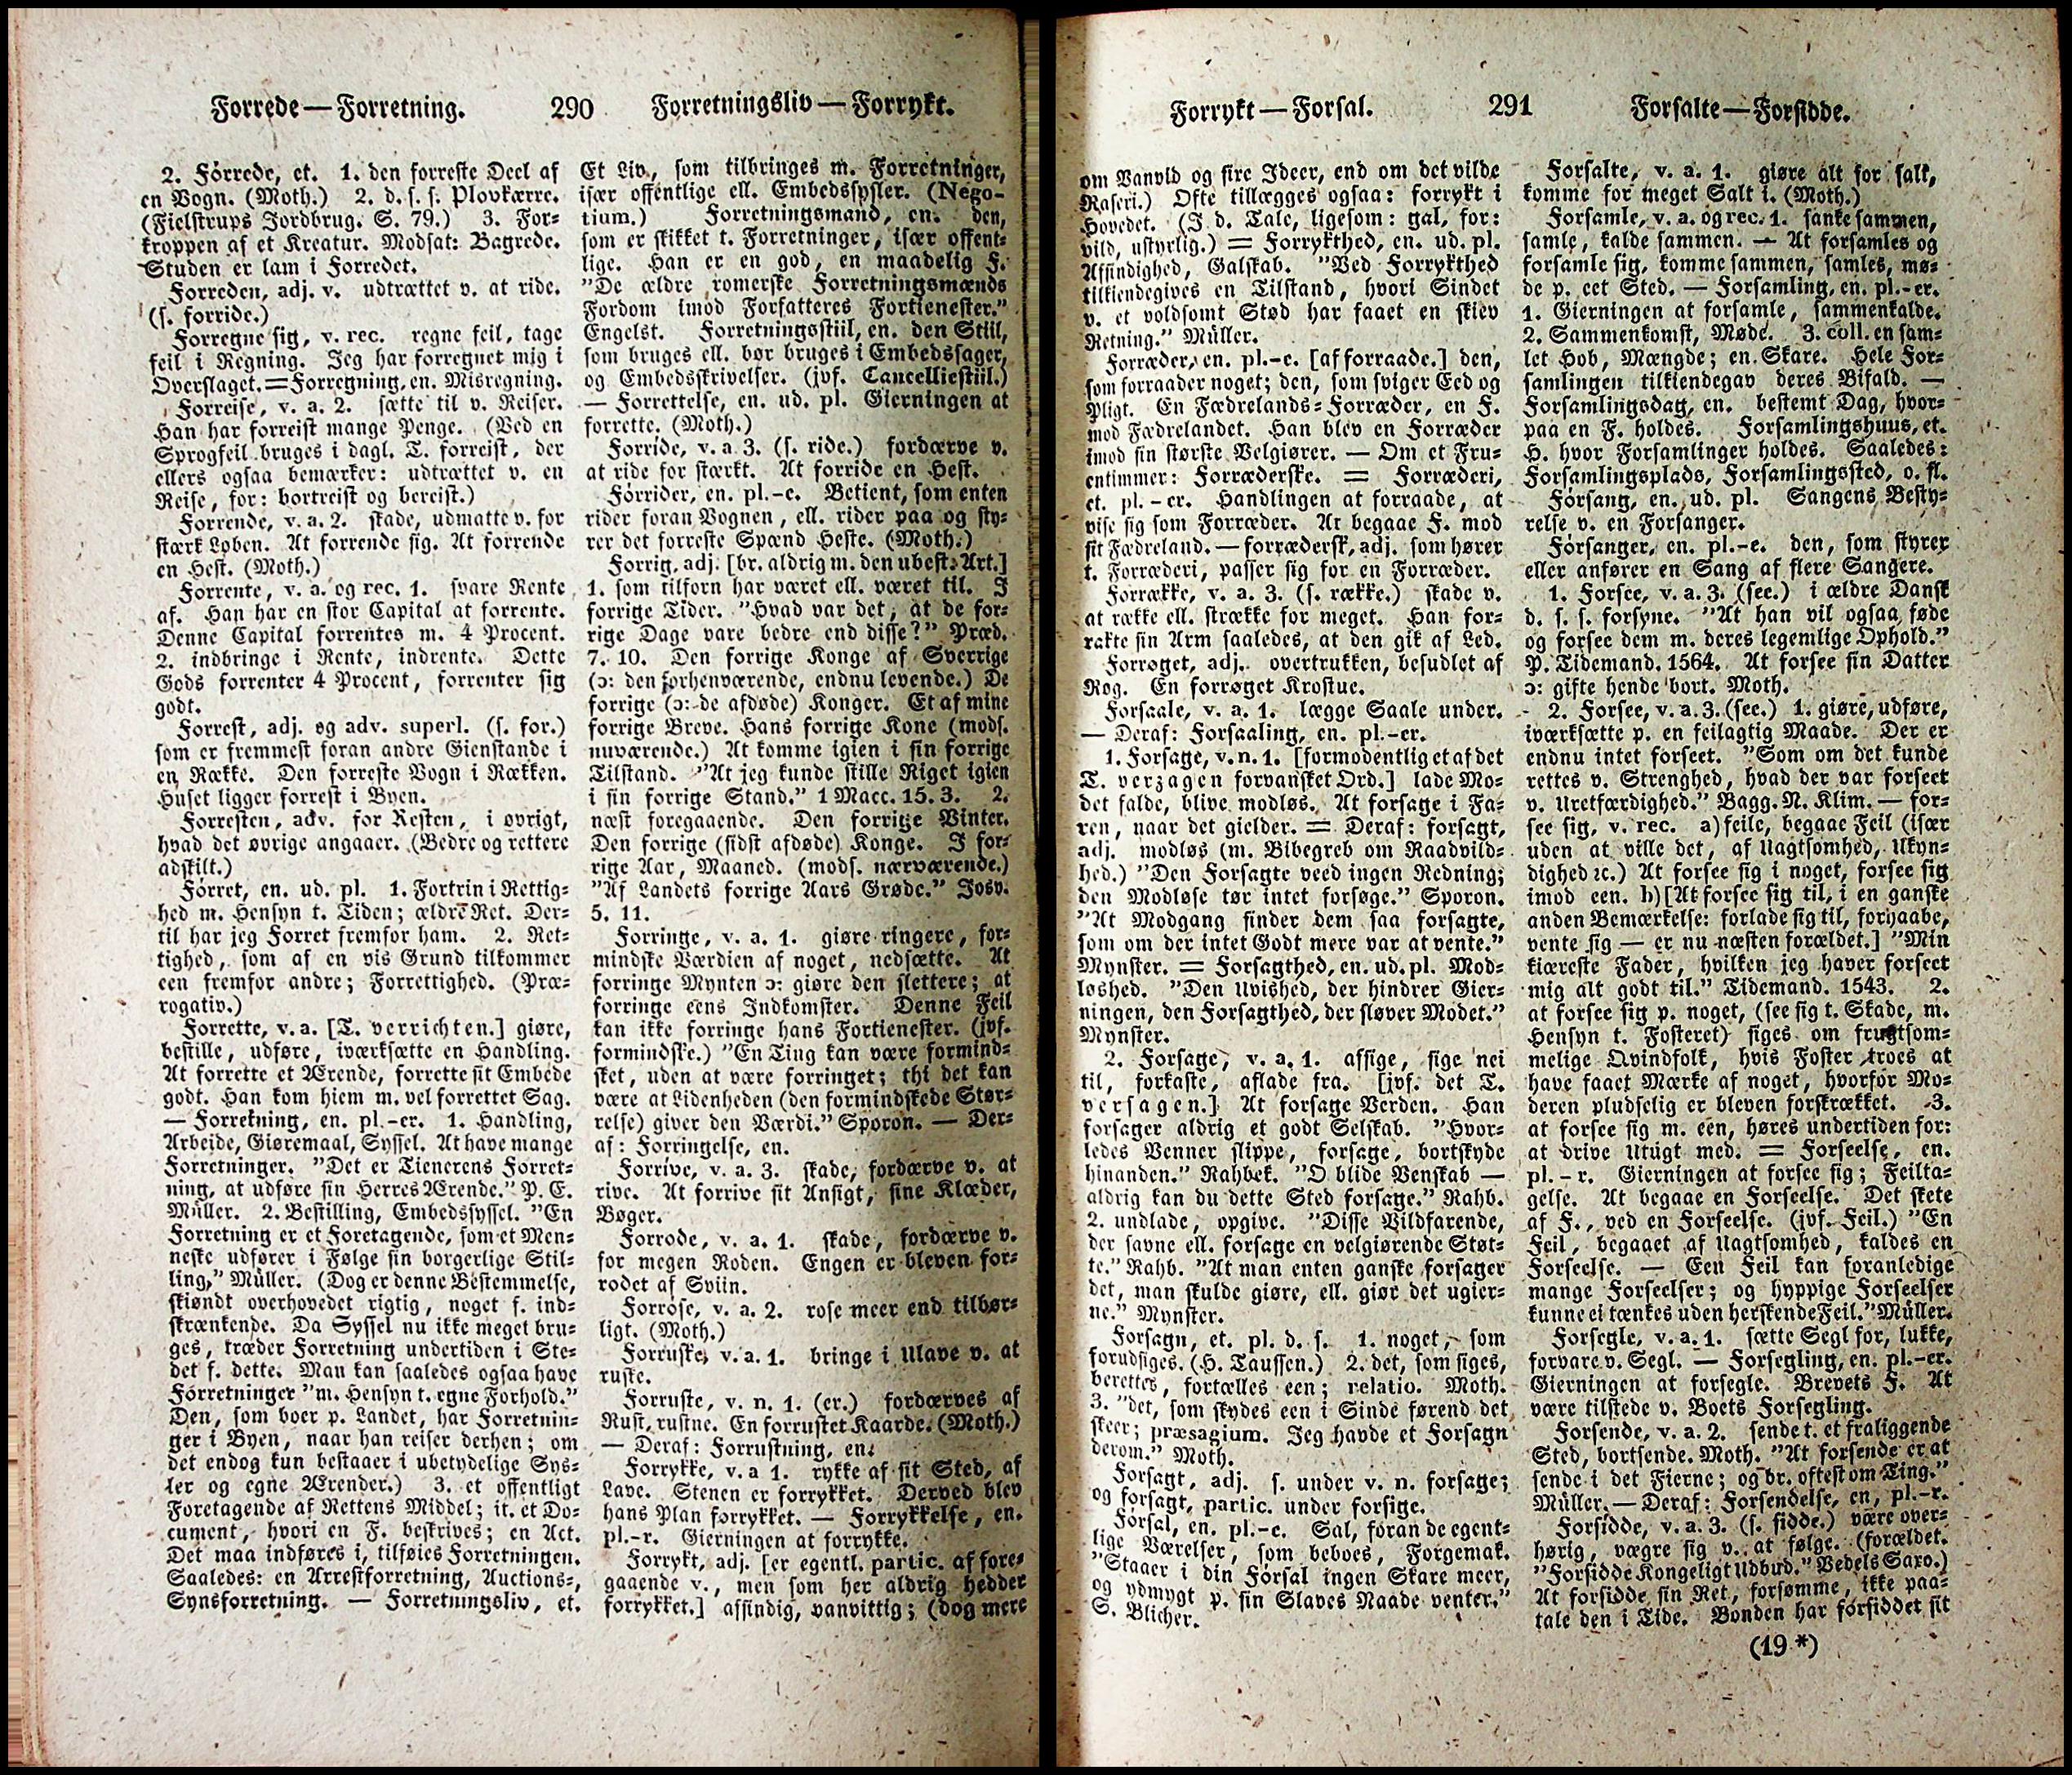 Forrede — Forretning.
290
Forretningsliv — Forrykt.
2. Fórrede, et. 1. den forreste Deel af
en Vogn. (Moth.) 2. d. s. s. Plovkærre.
(Fielstrups Jordbrug. S. 79.) 3. For-
kroppen af et Kreatur. Modsat: Bagrede.
Studen er lam i Forredet.
Forreden, adj. v. udtrættet v. at ride.
(s. forride.)
Forregne sig, v. rec. regne feil, tage
feil i Regning. Jeg har forregnet mig i
Overslaget. = Forregning, en. Misregning.
Forreise, v. a. 2. sætte til v. Reiser.
Han har forreist mange Penge. (Ved en
Sprogfeil bruges i dagl. T. forreist, der
ellers ogsaa bemærker: udtrættet v. en
Reise, for: bortreist og bereist.)
Forrende, v. a. 2. skade, udmatte v. for
stærk Løben. At forrende sig. At forrende
en Hest. (Moth.)
Forrente, v. a. og rec. 1. svare Rente
af. Han har en stor Capital at forrente.
Denne Capital forrentes m. 4 Procent.
2. indbringe i Rente, indrente. Dette
Gods forrenter 4 Procent, forrenter sig
godt.
Forrest, adj. og adv. superl. (s. for.)
som er fremmest foran andre Gienstande i
en Række. Den forreste Vogn i Rækken.
Huset ligger forrest i Byen.
Forresten, adv. for Resten, i øvrigt,
hvad det øvrige angaaer. (Bedre og rettere
adskilt.)
Fórret, en. ud. pl. 1. Fortrin i Rettig-
hed m. Hensyn t. Tiden; ældre Ret. Der-
til har jeg Forret fremfor ham. 2. Ret-
tighed, som af en vis Grund tilkommer
een fremfor andre; Forrettighed. (Præ-
rogativ.)
Forrette, v. a. [T. verrichten.] giøre,
bestille, udføre, iværksætte en Handling.
At forrette et Ærende, forrette sit Embede
godt. Han kom hiem m. vel forrettet Sag.
— Forretning, en. pl.-er. 1. Handling,
Arbeide, Giøremaal, Syssel. At have mange
Forretninger. "Det er Tienerens Forret-
ning, at udføre sin Herres Ærende." P. E.
Müller. 2. Bestilling, Embedssyssel. "En
Forretning er et Foretagende, som et Men-
neske udfører i Følge sin borgerlige Stil-
ling," Müller. (Dog er denne Bestemmelse,
skiøndt overhovedet rigtig, noget f. ind-
skrænkende. Da Syssel nu ikke meget bru-
ges, træder Forretning undertiden i Ste-
det f. dette. Man kan saaledes ogsaa have
Forretninger "m. Hensyn t. egne Forhold."
Den, som boer p. Landet, har Forretnin-
ger i Byen, naar han reiser derhen; om
det endog kun bestaaer i ubetydelige Sys-
ler og egne Ærender.) 3. et offentligt
Foretagende af Rettens Middel; it. et Do-
cument, hvori en F. beskrives; en Act.
Det maa indføres i, tilføies Forretningen.
Saaledes: en Arrestforretning, Auctions-,
Synsforretning. — Forretningsliv, et.
Et Liv, som tilbringes m. Forretninger,
især offentlige ell. Embedssysler. (Nego-
tium.) Forretningsmand, en. den,
som er skikket t. Forretninger, især offent-
lige. Han er en god, en maadelig F.
"De ældre romerske Forretningsmænds
Fordom imod Forfatteres Fortienester."
Engelst. Forretningsstiil, en. den Stiil,
som bruges ell. bør bruges i Embedssager,
og Embedsskrivelser. (jvf. Cancelliestiil.)
— Forrettelse, en. ud. pl. Gierningen at
forrette. (Moth.)
Forride, v. a. 3. (s. ride.) fordærve v.
at ride for stærkt. At forride en Hest.
Fórrider, en. pl.-e. Betient, som enten
rider foran Vognen, ell. rider paa og sty-
rer det forreste Spænd Heste. (Moth.)
Forrig, adj. [br. aldrig m. den ubest. Art.]
1. som tilforn har været ell. været til. I
forrige Tider. "Hvad var det, at de for-
rige Dage vare bedre end disse?" Præd.
7. 10. Den forrige Konge af Sverrige
(ɔ: den forhenværende, endnu levende.) De
forrige (ɔ: de afdøde) Konger. Et af mine
forrige Breve. Hans forrige Kone (mods.
nuværende.) At komme igien i sin forrige
Tilstand. "At jeg kunde stille Riget igien
i sin forrige Stand." 1 Macc. 15. 3. 2.
næst foregaaende. Den forrige Vinter.
Den forrige (sidst afdøde) Konge. I for-
rige Aar, Maaned. (mods. nærværende.)
"Af Landets forrige Aars Grøde." Josv.
5. 11.
Forringe, v. a. 1. giøre ringere, for-
mindske Værdien af noget, nedsætte. At
forringe Mynten ɔ: giøre den slettere; at
forringe eens Indkomster. Denne Feil
kan ikke forringe hans Fortienester. (jvf.
formindske.) "En Ting kan være formind-
sket, uden at være forringet; thi det kan
være at Lidenheden (den formindskede Stør-
relse) giver den Værdi." Sporon. — Der-
af: Forringelse, en.
Forrive, v. a. 3. skade, fordærve v. at
rive. At forrive sit Ansigt, sine Klæder,
Bøger.
Forrode, v. a. 1. skade, fordærve v.
for megen Roden. Engen er bleven for-
rodet af Sviin.
Forrose, v. a. 2. rose meer end tilbør-
ligt. (Moth.)
Forruske, v. a. 1. bringe i Ulave v. at
ruske.
Forruste, v. n. 1. (er.) fordærves af
Rust, rustne. En forrustet Kaarde. (Moth.)
— Deraf: Forrustning, en.
Forrykke, v. a 1. rykke af sit Sted, af
Lave. Stenen er forrykket. Derved blev
hans Plan forrykket. — Forrykkelse, en.
pl.-r. Gierningen at forrykke.
Forrykt, adj. [er egentl. partic. af fore-
gaaende v., men som her aldrig hedder
forrykket.] afsindig, vanvittig; (dog mere
Forrykt — Forsal.
291
Forsalte — Forsidde.
om Vanvid og fixe Ideer, end om det vilde
Raseri.) Ofte tillægges ogsaa: forrykt i
Hovedet. (I d. Tale, ligesom: gal, for:
vild, ustyrlig.) = Forrykthed, en. ud. pl.
Afsindighed, Galskab. "Ved Forrykthed
tilkiendegives en Tilstand, hvori Sindet
v. et voldsomt Stød har faaet en skiev
Retning." Müller.
Forræder, en. pl.-e. [af forraade.] den,
som forraader noget; den, som sviger Eed og
Pligt. En Fædrelands-Forræder, en F.
mod Fædrelandet. Han blev en Forræder
imod sin største Velgiører. — Om et Fru-
entimmer: Forræderske. = Forræderi,
et. pl. - er. Handlingen at forraade, at
vise sig som Forræder. At begaae F. mod
sit Fædreland. — forrædersk, adj. som hører
t. Forræderi, passer sig for en Forræder.
Forrække, v. a. 3. (s. række.) skade v.
at række ell. strække for meget. Han for-
rakte sin Arm saaledes, at den gik af Led.
Forrøget, adj. overtrukken, besudlet af
Røg. En forrøget Krostue.
Forsaale, v. a. 1. lægge Saale under.
— Deraf: Forsaaling, en. pl.-er.
1. Forsage, v. n. 1. [formodentlig et af det
T. verzagen forvansket Ord.] lade Mo-
det falde, blive modløs. At forsage i Fa-
ren, naar det gielder. = Deraf: forsagt,
adj. modløs (m. Bibegreb om Raadvild-
hed.) "Den Forsagte veed ingen Redning;
den Modløse tør intet forsøge." Sporon.
"At Modgang finder dem saa forsagte,
som om der intet Godt mere var at vente."
Mynster. = Forsagthed, en. ud. pl. Mod-
løshed. "Den Uvished, der hindrer Gier-
ningen, den Forsagthed, der sløver Modet."
Mynster.
2. Forsage, v. a. 1. afsige, sige nei
til, forkaste, aflade fra. [jvf. det T.
versagen.] At forsage Verden. Han
forsager aldrig et godt Selskab. "Hvor-
ledes Venner slippe, forsage, bortskyde
hinanden." Rahbek. "O blide Venskab —
aldrig kan du dette Sted forsage." Rahb.
2. undlade, opgive. "Disse Vildfarende,
der savne ell. forsage en velgiørende Støt-
te." Rahb. "At man enten ganske forsager
det, man skulde giøre, ell. giør det ugier-
ne." Mynster.
Forsagn, et. pl. d. s. 1. noget, som
forudsiges. (H. Taussen.) 2. det, som siges,
berettes, fortælles een; relatio. Moth.
3. "det, som skydes een i Sinde førend det
skeer; præsagium. Jeg havde et Forsagn
derom." Moth.
Forsagt, adj. s. under v. n. forsage;
og forsagt, partic. under forsige.
Forsal, en. pl.-e. Sal, foran de egent-
lige Værelser, som beboes, Forgemak.
"Staaer i din Forsal ingen Skare meer,
og ydmygt p. sin Slaves Naade venter."
S. Blicher.
Forsalte, v. a. 1. giøre alt for salt,
komme for meget Salt i. (Moth.)
Forsamle, v. a. og rec. 1. sanke sammen,
samle, kalde sammen. — At forsamles og
forsamle sig, komme sammen, samles, mø-
de p. eet Sted. — Forsamling, en. pl.-er.
1. Gierningen at forsamle, sammenkalde.
2. Sammenkomst, Møde. 3. coll. en sam-
let Hob, Mængde; en Skare. Hele For-
samlingen tilkiendegav deres Bifald. —
Forsamlingsdag, en. bestemt Dag, hvor-
paa en F. holdes. Forsamlingshuus, et.
H. hvor Forsamlinger holdes. Saaledes:
Forsamlingsplads, Forsamlingssted, o. fl.
Fórsang, en. ud. pl. Sangens Besty-
relse v. en Forsanger.
Fórsanger, en. pl.-e. den, som styrer
eller anfører en Sang af flere Sangere.
1. Forsee, v. a. 3. (see.) i ældre Dansk
d. s. s. forsyne. "At han vil ogsaa føde
og forsee dem m. deres legemlige Ophold."
P. Tidemand. 1564. At forsee sin Datter
ɔ: gifte hende bort. Moth.
2. Forsee, v. a. 3. (see.) 1. giøre, udføre,
iværksætte p. en feilagtig Maade. Der er
endnu intet forseet. "Som om det kunde
rettes v. Strenghed, hvad der var forseet
v. Uretfærdighed." Bagg. N. Klim. — for-
see sig, v. rec. a) feile, begaae Feil (især
uden at ville det, af Uagtsomhed, Ukyn-
dighed ꝛc.) At forsee sig i noget, forsee sig
imod een. b) [At forsee sig til, i en ganske
anden Bemærkelse: forlade sig til, forhaabe,
vente sig — er nu næsten forældet.] "Min
kiæreste Fader, hvilken jeg haver forseet
mig alt godt til." Tidemand. 1543. 2.
at forsee sig p. noget, (see sig t. Skade, m.
Hensyn t. Fosteret) siges om frugtsom-
melige Qvindfolk, hvis Foster troes at
have faaet Mærke af noget, hvorfor Mo-
deren pludselig er bleven forskrækket. 3.
at forsee sig m. een, høres undertiden for:
at drive Utugt med. = Forseelse, en.
pl. - r. Gierningen at forsee sig; Feilta-
gelse. At begaae en Forseelse. Det skete
af F., ved en Forseelse. (jvf. Feil.) "En
Feil, begaaet af Uagtsomhed, kaldes en
Forseelse. — Een Feil kan foranledige
mange Forseelser; og hyppige Forseelser
kunne ei tænkes uden herskende Feil." Müller.
Forsegle, v. a. 1. sætte Segl for, lukke,
forvare v. Segl. — Forsegling, en. pl.-er.
Gierningen at forsegle. Brevets F. At
være tilstede v. Boets Forsegling.
Forsende, v. a. 2. sende t. et fraliggende
Sted, bortsende. Moth. "At forsende er at
sende i det Fierne; og br. oftest om Ting."
Müller. — Deraf: Forsendelse, en, pl.-r.
Forsidde, v. a. 3. (s. sidde.) være over-
hørig, vægre sig v. at følge. (forældet.
"Forsidde Kongeligt Udbud." Vedels Saxo.)
At forsidde sin Ret, forsømme, ikke paa-
tale den i Tide. Bonden har forsiddet sit
(19 *)